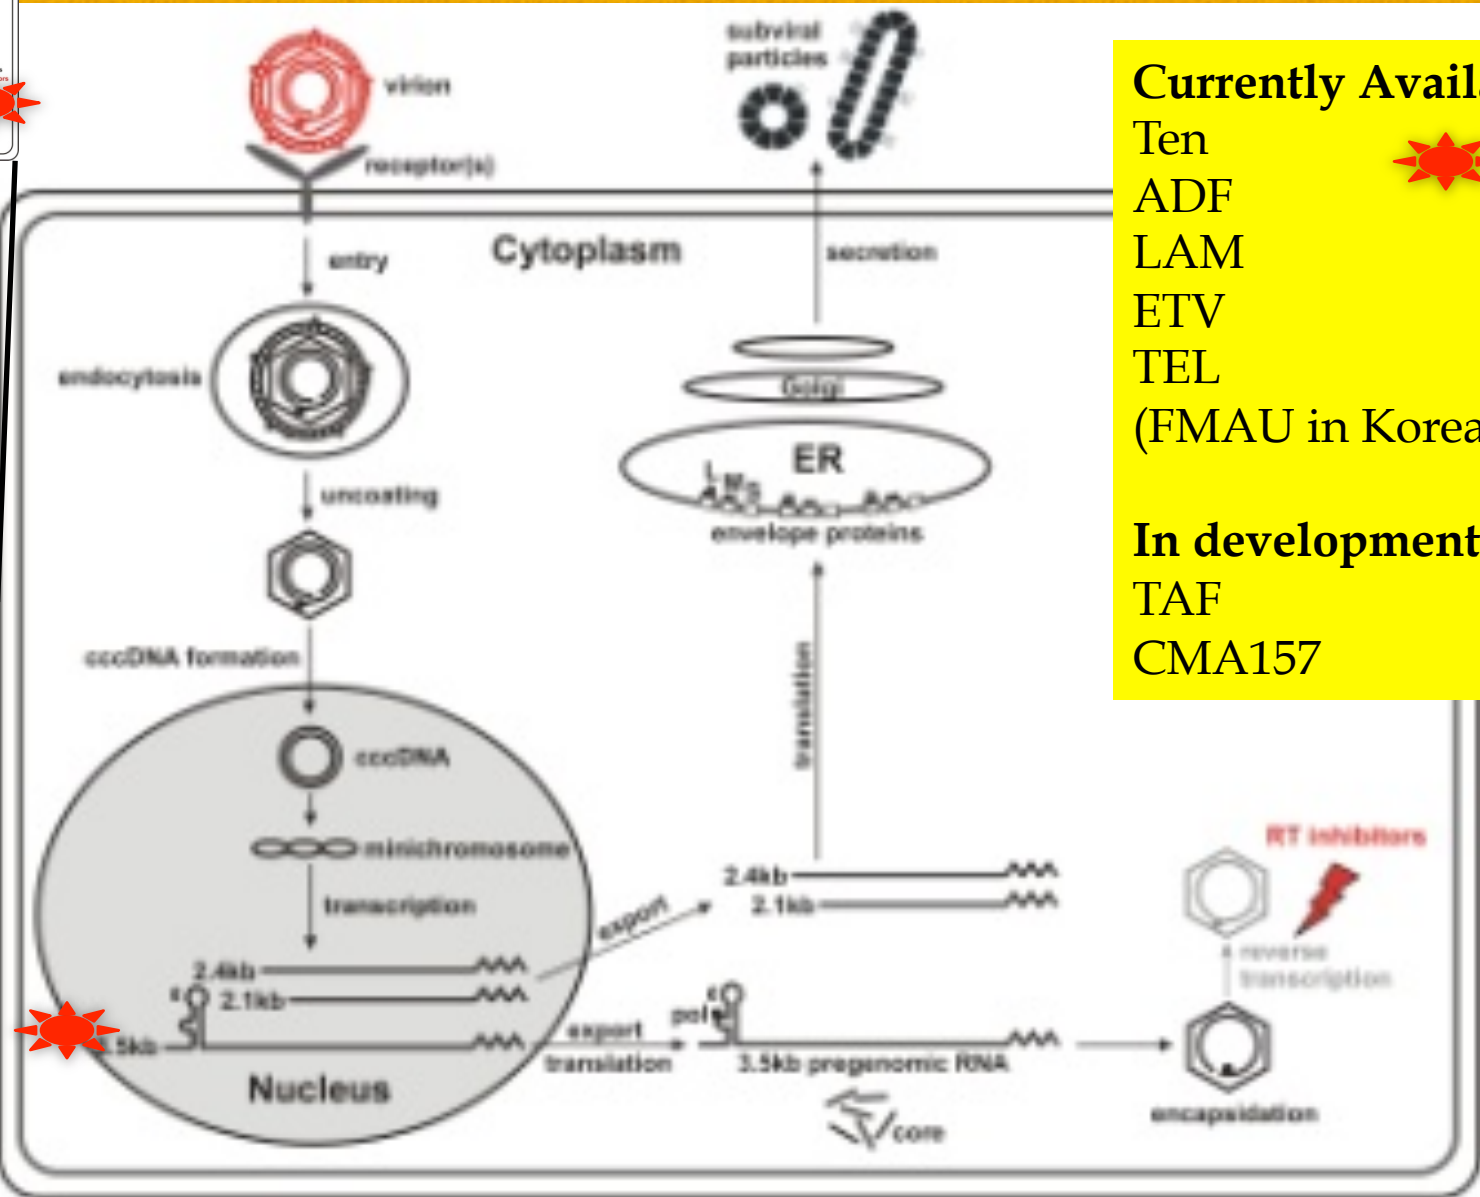 virion
receptor(s)
subviral
particles
Currently Avail
Ten
ADF
LAM
ETV
TEL
(FMAU in Korea
In development
TAF
CMA157
Cytoplasm
entry
secretion
endocytosis
Golgi
ER
L M S
envelope proteins
uncoating
cccDNA formation
translation
cccDNA
minichromosome
transcription
2.4kb
2.1kb
export
2.4kb
ε 2.1kb
.5kb
Nucleus
export
translation
ε
pol
3.5kb pregenomic RNA
core
RT inhibitors
reverse
transcription
encapsidation